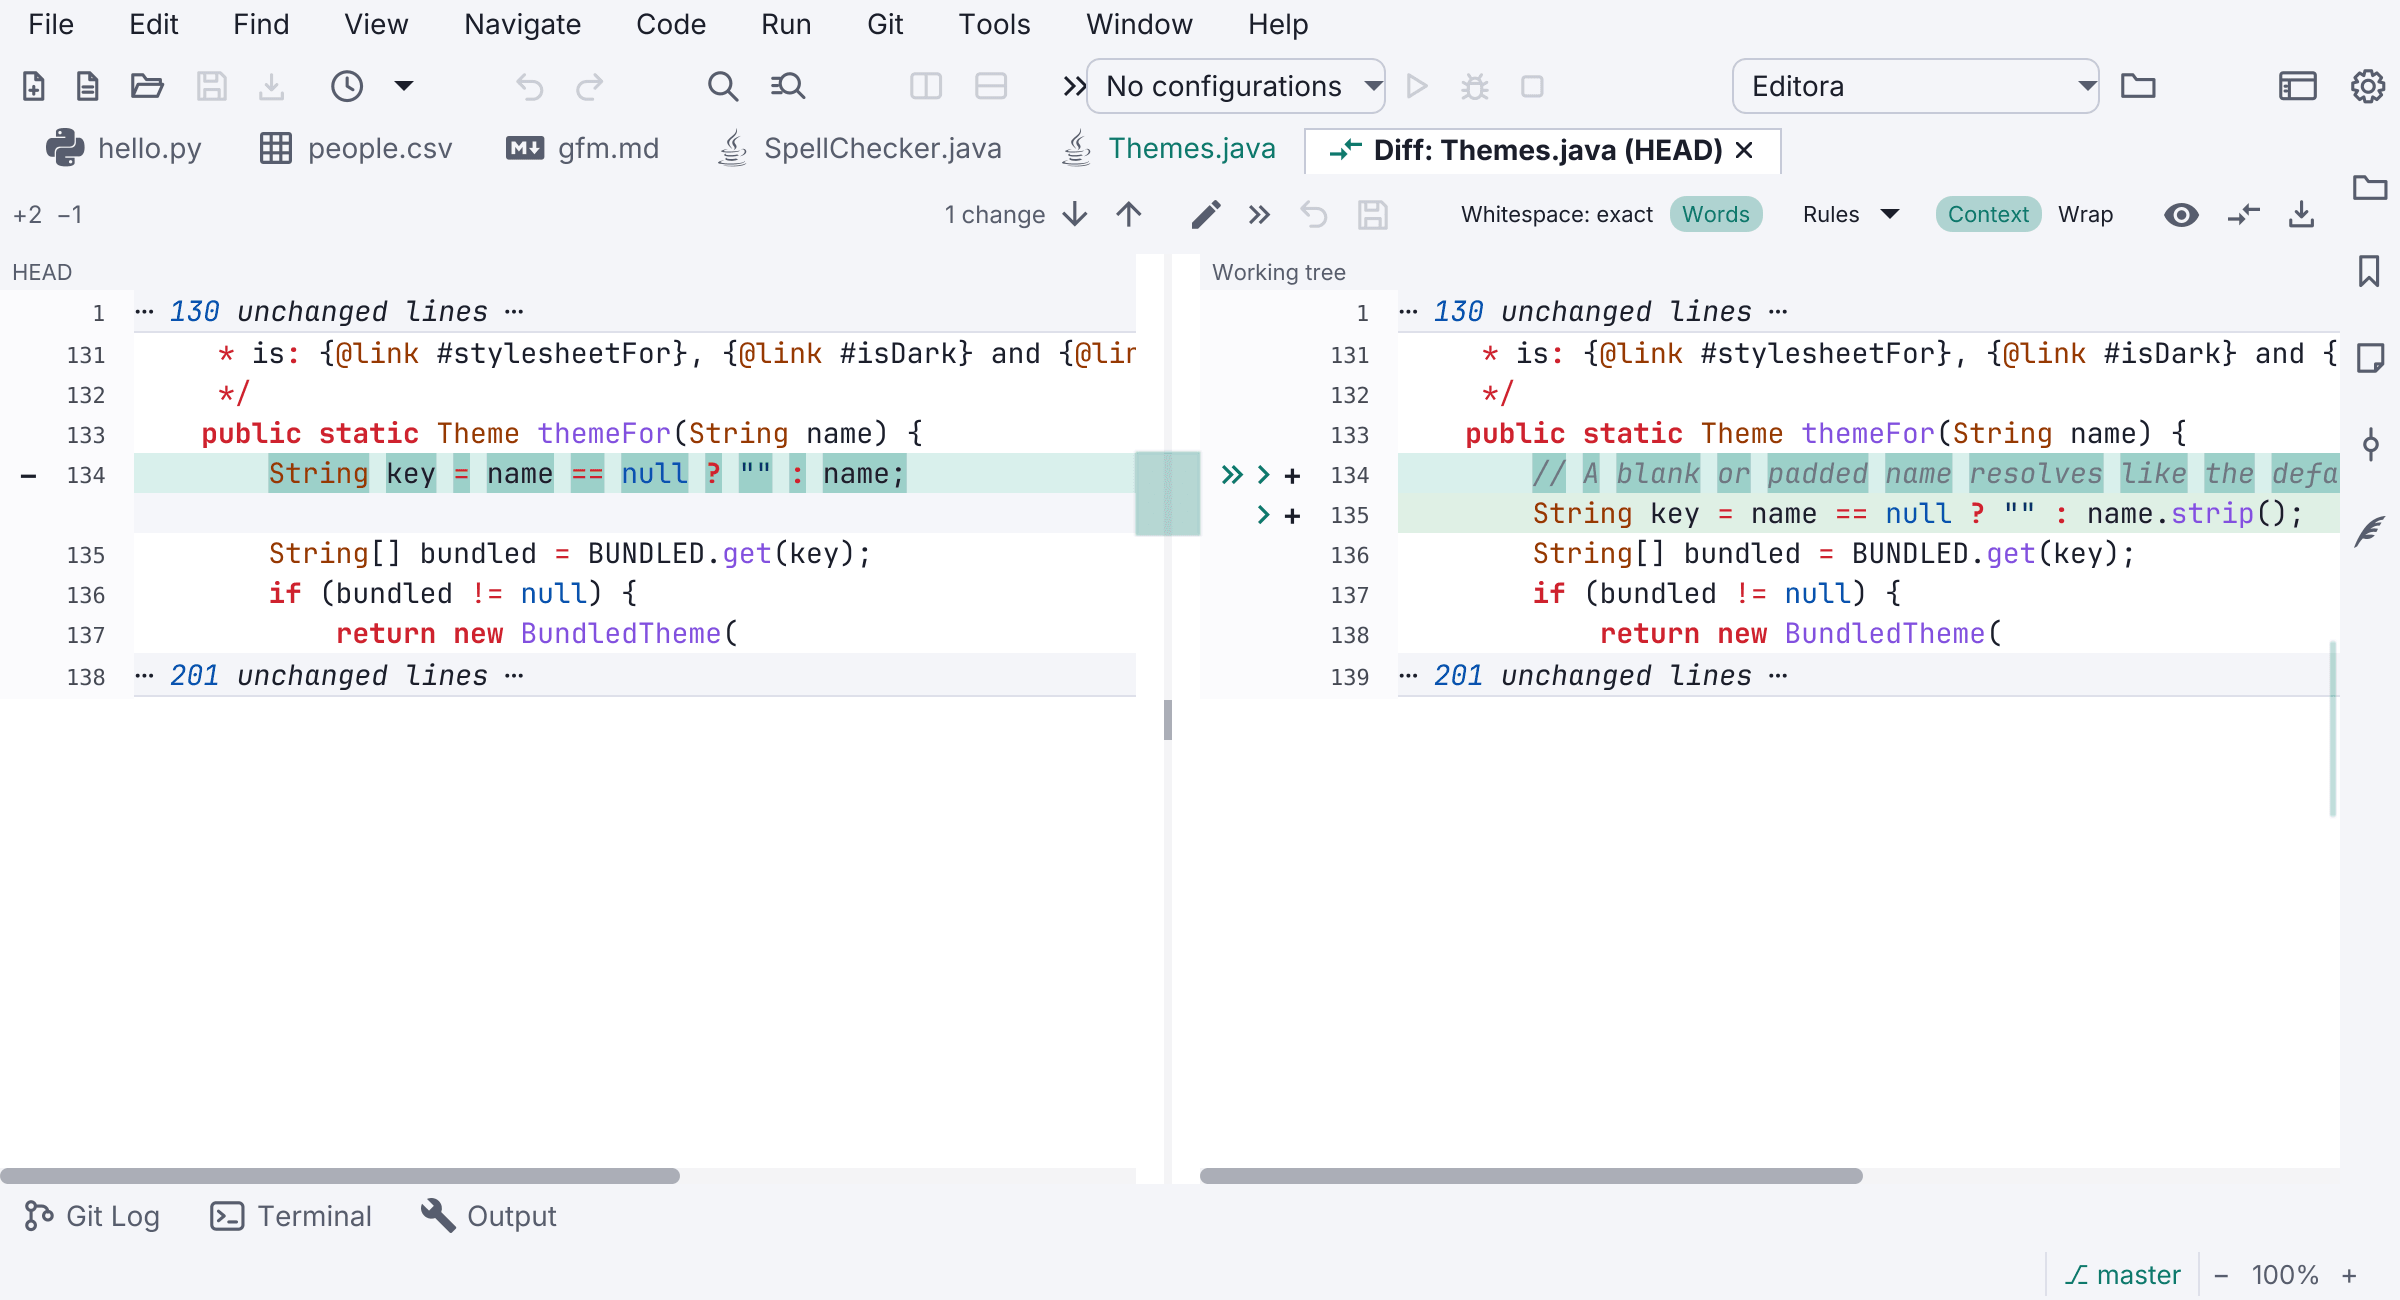 File Edit Find View Navigate Code Run Git Tools Window Help
No configurations Editora
hello.py people.csv gfm.md SpellChecker.java Themes.java Diff: Themes.java (HEAD)
+2 −1 1 change Whitespace: exact Words Rules Context Wrap
HEAD
1 ··· 130 unchanged lines ···
131 * is: {@link #stylesheetFor}, {@link #isDark} and {@lin
132 */
133 public static Theme themeFor(String name) {
− 134 String key = name == null ? "" : name;
135 String[] bundled = BUNDLED.get(key);
136 if (bundled != null) {
137 return new BundledTheme(
138 ··· 201 unchanged lines ···
Working tree
1 ··· 130 unchanged lines ···
131 * is: {@link #stylesheetFor}, {@link #isDark} and {
132 */
133 public static Theme themeFor(String name) {
+ 134 // A blank or padded name resolves like the defa
+ 135 String key = name == null ? "" : name.strip();
136 String[] bundled = BUNDLED.get(key);
137 if (bundled != null) {
138 return new BundledTheme(
139 ··· 201 unchanged lines ···
Git Log Terminal Output
master − 100% +